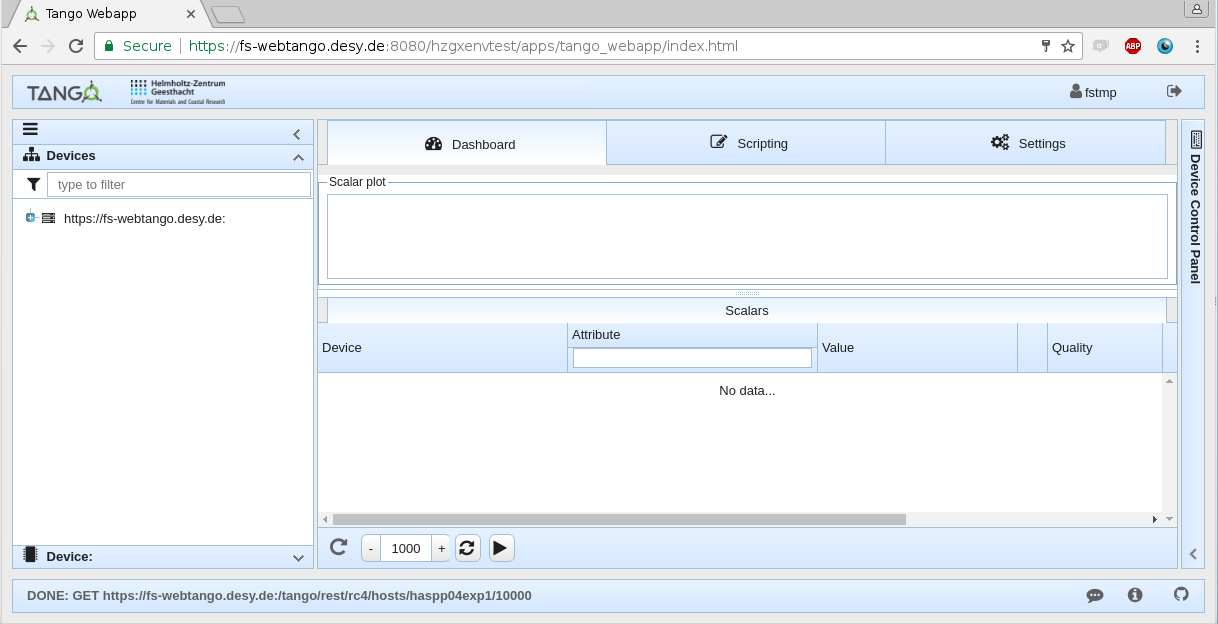 Tango Webapp
Secure https://fs-webtango.desy.de:8080/hzgxenvtest/apps/tango_webapp/index.html
ABP
TANGO
Helmholtz-Zentrum
Geesthacht
Centre for Materials and Coastal Research
fstmp
Devices
type to filter
https://fs-webtango.desy.de:
Device:
Dashboard
Scripting
Settings
Scalar plot
Scalars
Device
Attribute
Value
Quality
No data...
- 1000 +
Device Control Panel
DONE: GET https://fs-webtango.desy.de:/tango/rest/rc4/hosts/haspp04exp1/10000